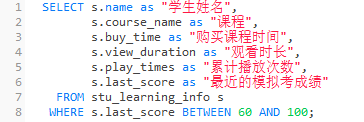 1 SELECT s.name as "学生姓名",
2 s.course_name as "课程",
3 s.buy_time as "购买课程时间",
4 s.view_duration as "观看时长",
5 s.play_times as "累计播放次数",
6 s.last_score as "最近的模拟考成绩"
7 FROM stu_learning_info s
8 WHERE s.last_score BETWEEN 60 AND 100;